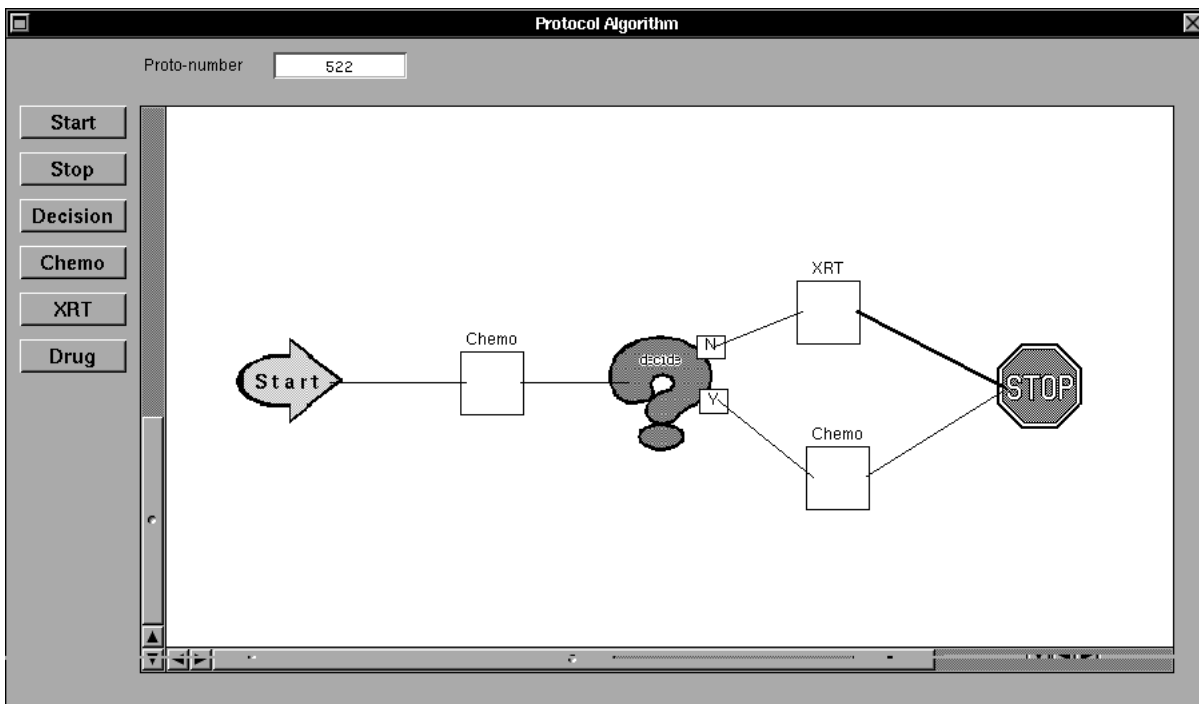 Protocol Algorithm
Proto-number 522
Start
Stop
Decision
Chemo
XRT
Drug
XRT
Chemo
N
decide
Start
Y
STOP
Chemo